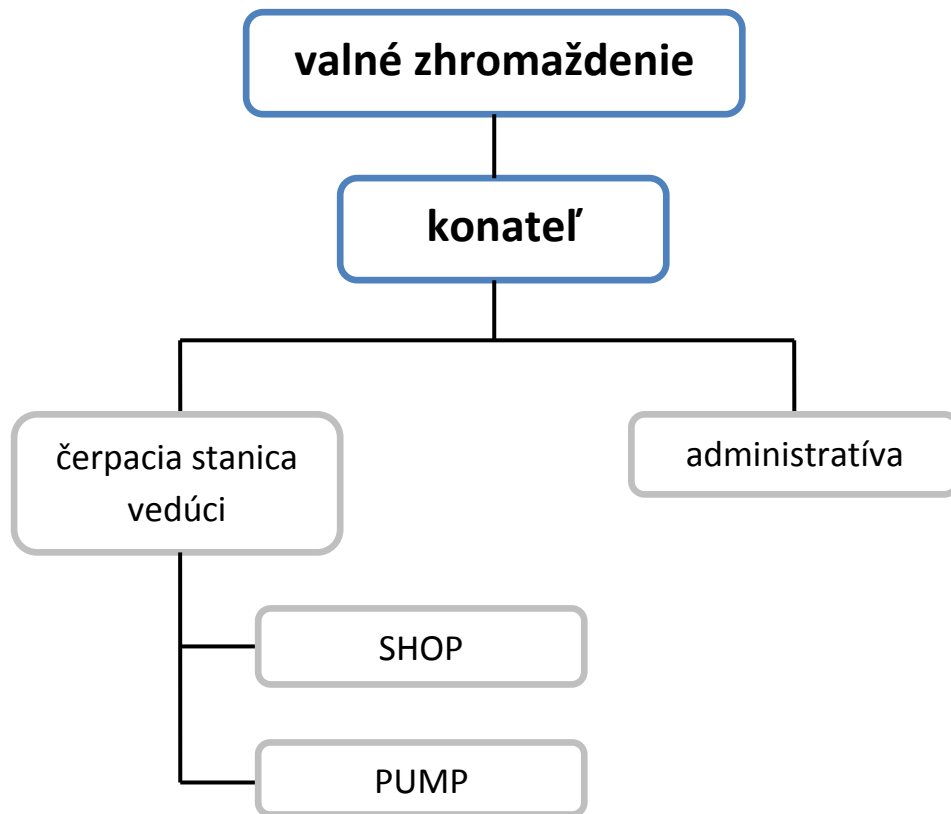 valné zhromaždenie
konateľ
čerpacia stanica
vedúci
administratíva
SHOP
PUMP